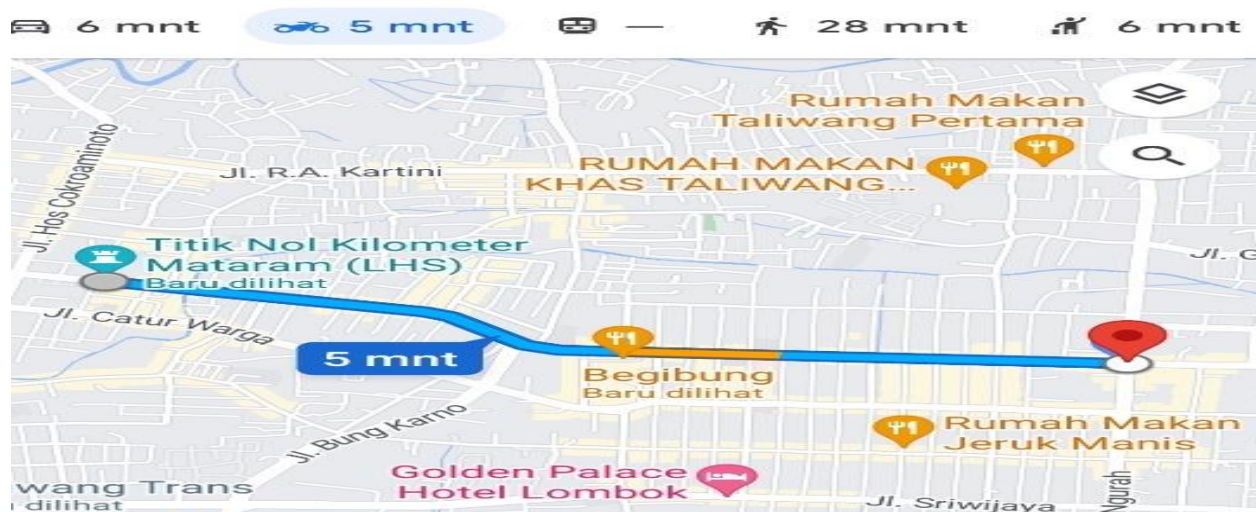 6 mnt 5 mnt — 28 mnt 6 mnt
Rumah Makan
Taliwang Pertama
RUMAH MAKAN
KHAS TALIWANG...
Jl. R.A. Kartini
Jl. Hos Cokroaminoto
Titik Nol Kilometer
Mataram (LHS)
Baru dilihat
Jl. G
Jl. Catur Warga
5 mnt
Begibung
Baru dilihat
Rumah Makan
Jeruk Manis
Jl. Bung Karno
Golden Palace
Hotel Lombok
wang Trans
dilihat
Jl. Sriwijaya
Ngurah